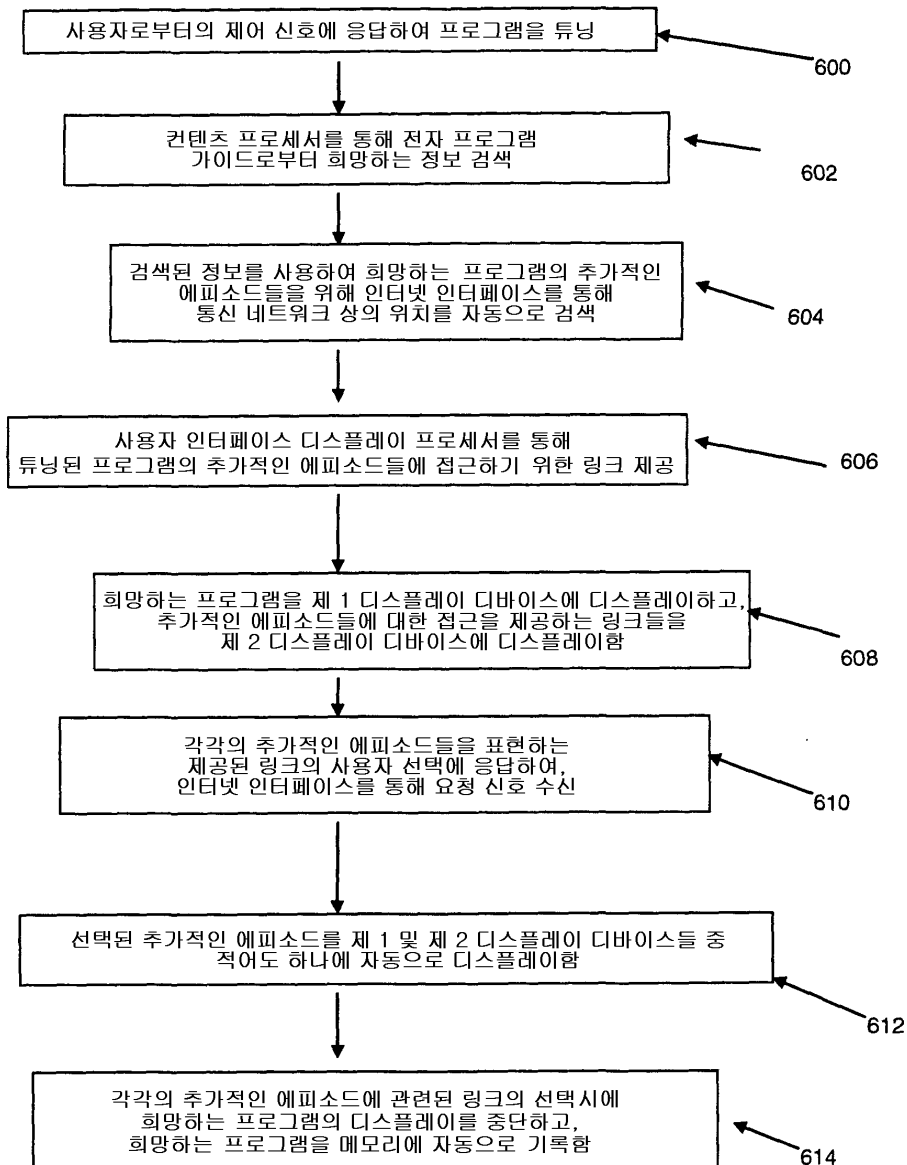 사용자로부터의 제어 신호에 응답하여 프로그램을 튜닝
600
컨텐츠 프로세서를 통해 전자 프로그램
가이드로부터 희망하는 정보 검색
602
검색된 정보를 사용하여 희망하는 프로그램의 추가적인
에피소드들을 위해 인터넷 인터페이스를 통해
통신 네트워크 상의 위치를 자동으로 검색
604
사용자 인터페이스 디스플레이 프로세서를 통해
튜닝된 프로그램의 추가적인 에피소드들에 접근하기 위한 링크 제공
606
희망하는 프로그램을 제 1 디스플레이 디바이스에 디스플레이하고,
추가적인 에피소드들에 대한 접근을 제공하는 링크들을
제 2 디스플레이 디바이스에 디스플레이함
608
각각의 추가적인 에피소드들을 표현하는
제공된 링크의 사용자 선택에 응답하여,
인터넷 인터페이스를 통해 요청 신호 수신
610
선택된 추가적인 에피소드를 제 1 및 제 2 디스플레이 디바이스들 중
적어도 하나에 자동으로 디스플레이함
612
각각의 추가적인 에피소드에 관련된 링크의 선택시에
희망하는 프로그램의 디스플레이를 중단하고,
희망하는 프로그램을 메모리에 자동으로 기록함
614